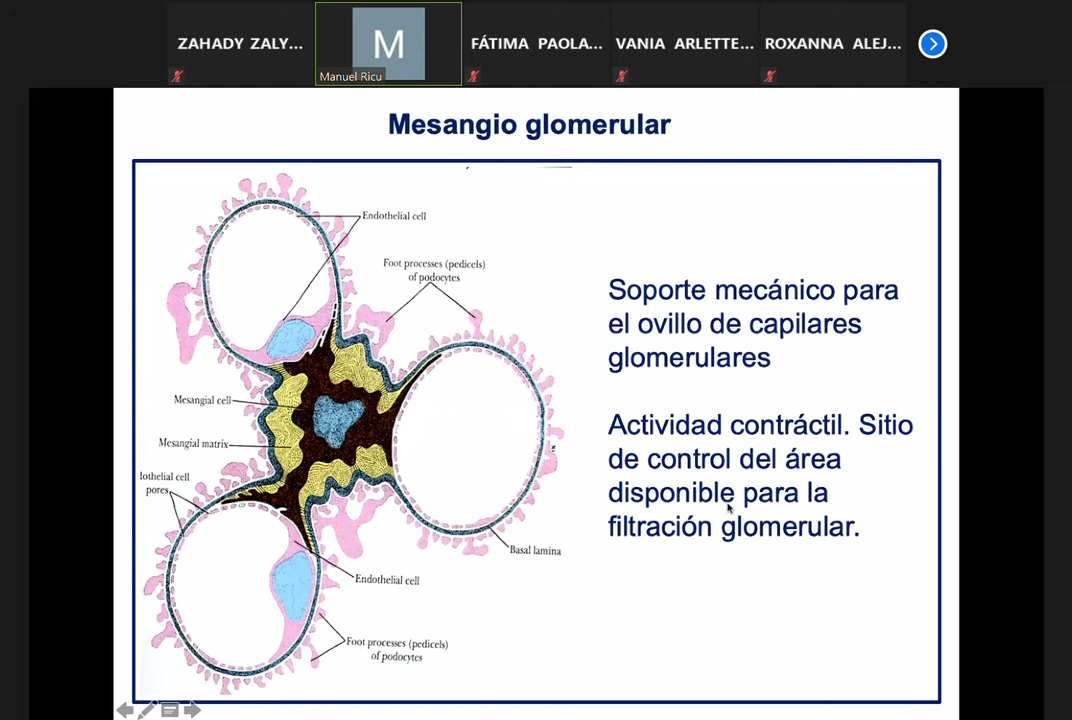 ZAHADY ZALY...
M
Manuel Ricu
FÁTIMA PAOLA...
VANIA ARLETTE...
ROXANNA ALEJ...
Mesangio glomerular
Endothelial cell
Foot processes (pedicels)
of podocytes
Mesangial cell
Mesangial matrix
lothelial cell
pores
Basal lamina
Endothelial cell
Foot processes (pedicels)
of podocytes
Soporte mecánico para
el ovillo de capilares
glomerulares
Actividad contráctil. Sitio
de control del área
disponible para la
filtración glomerular.